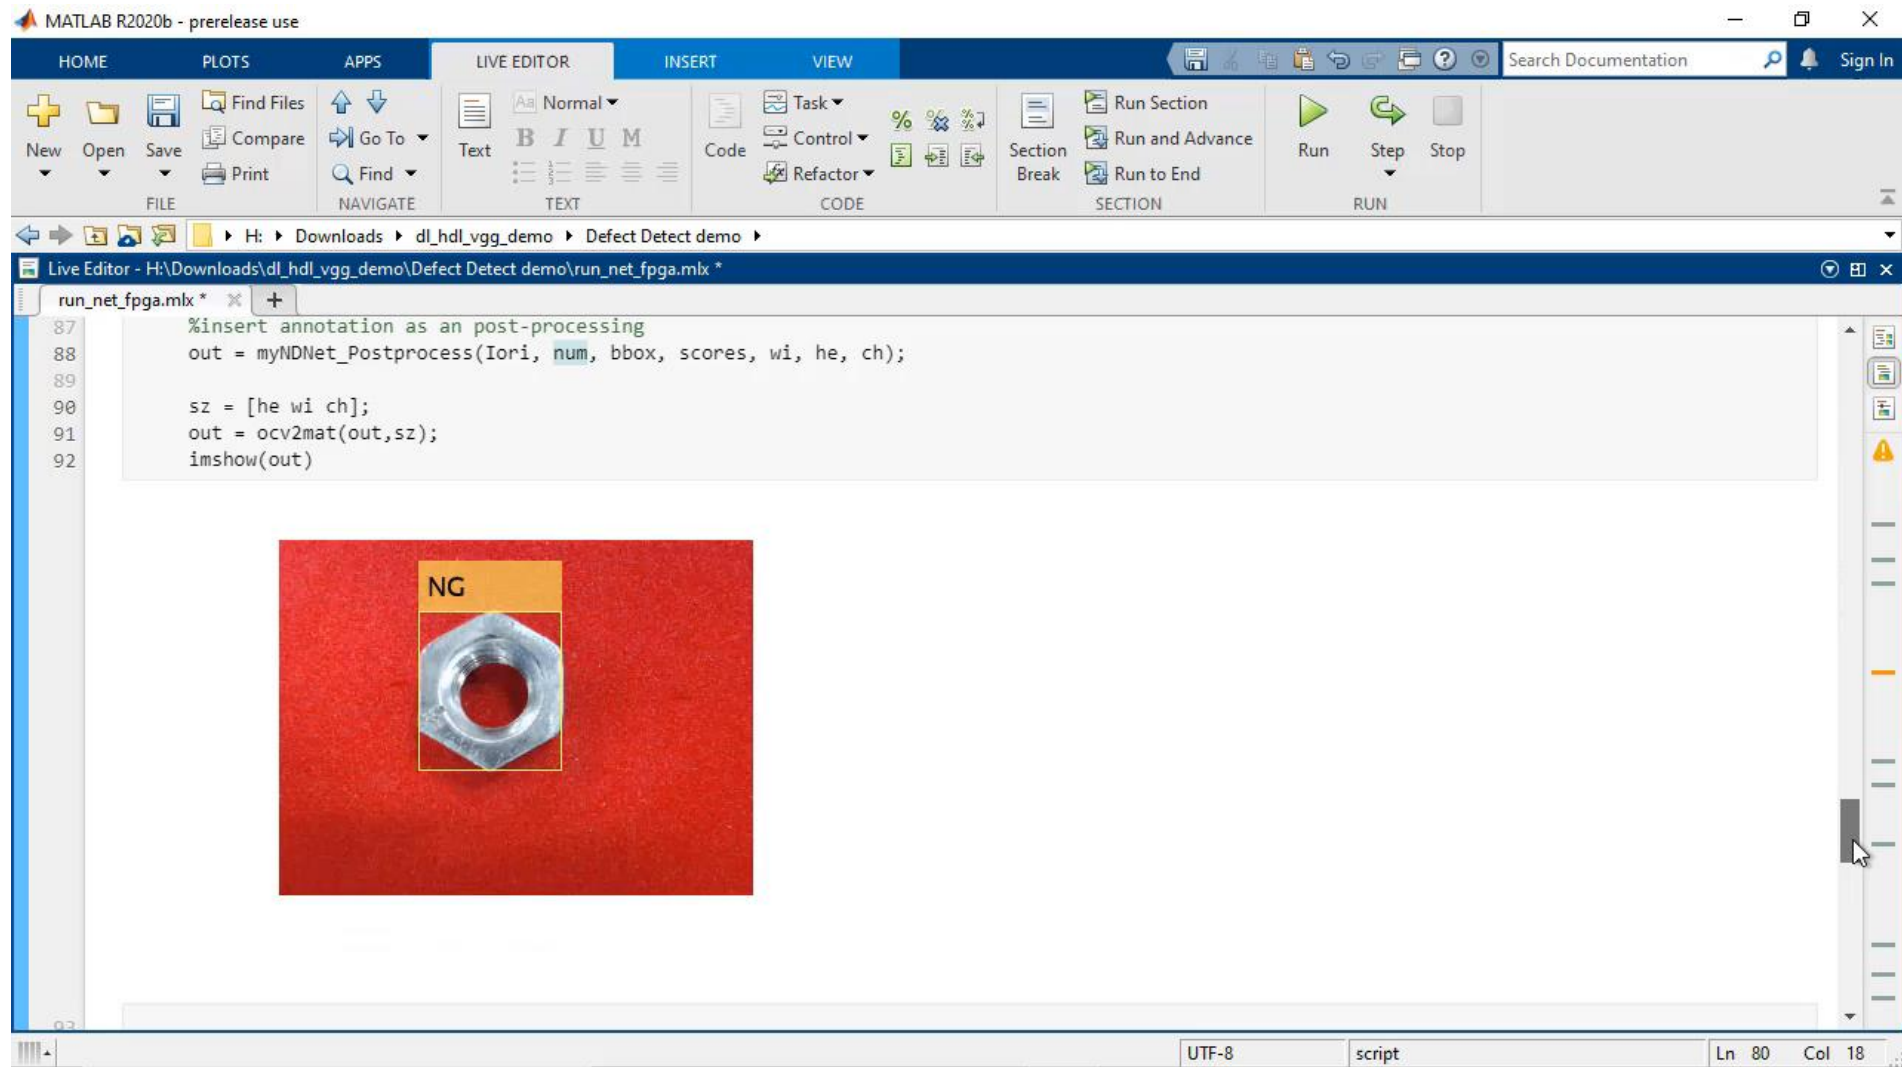 MATLAB R2020b - prerelease use
HOME PLOTS APPS LIVE EDITOR INSERT VIEW Search Documentation Sign In
New Open Save Find Files Compare Print
FILE
Go To Find
NAVIGATE
Text Aa Normal B I U M
TEXT
Code Task Control Refactor
CODE
Section Break Run Section Run and Advance Run to End
SECTION
Run Step Stop
RUN
H: Downloads dl_hdl_vgg_demo Defect Detect demo
Live Editor - H:\Downloads\dl_hdl_vgg_demo\Defect Detect demo\run_net_fpga.mlx *
run_net_fpga.mlx *
87 %insert annotation as an post-processing
88 out = myNDNet_Postprocess(Iori, num, bbox, scores, wi, he, ch);
89
90 sz = [he wi ch];
91 out = ocv2mat(out,sz);
92 imshow(out)
NG
93
UTF-8 script Ln 80 Col 18